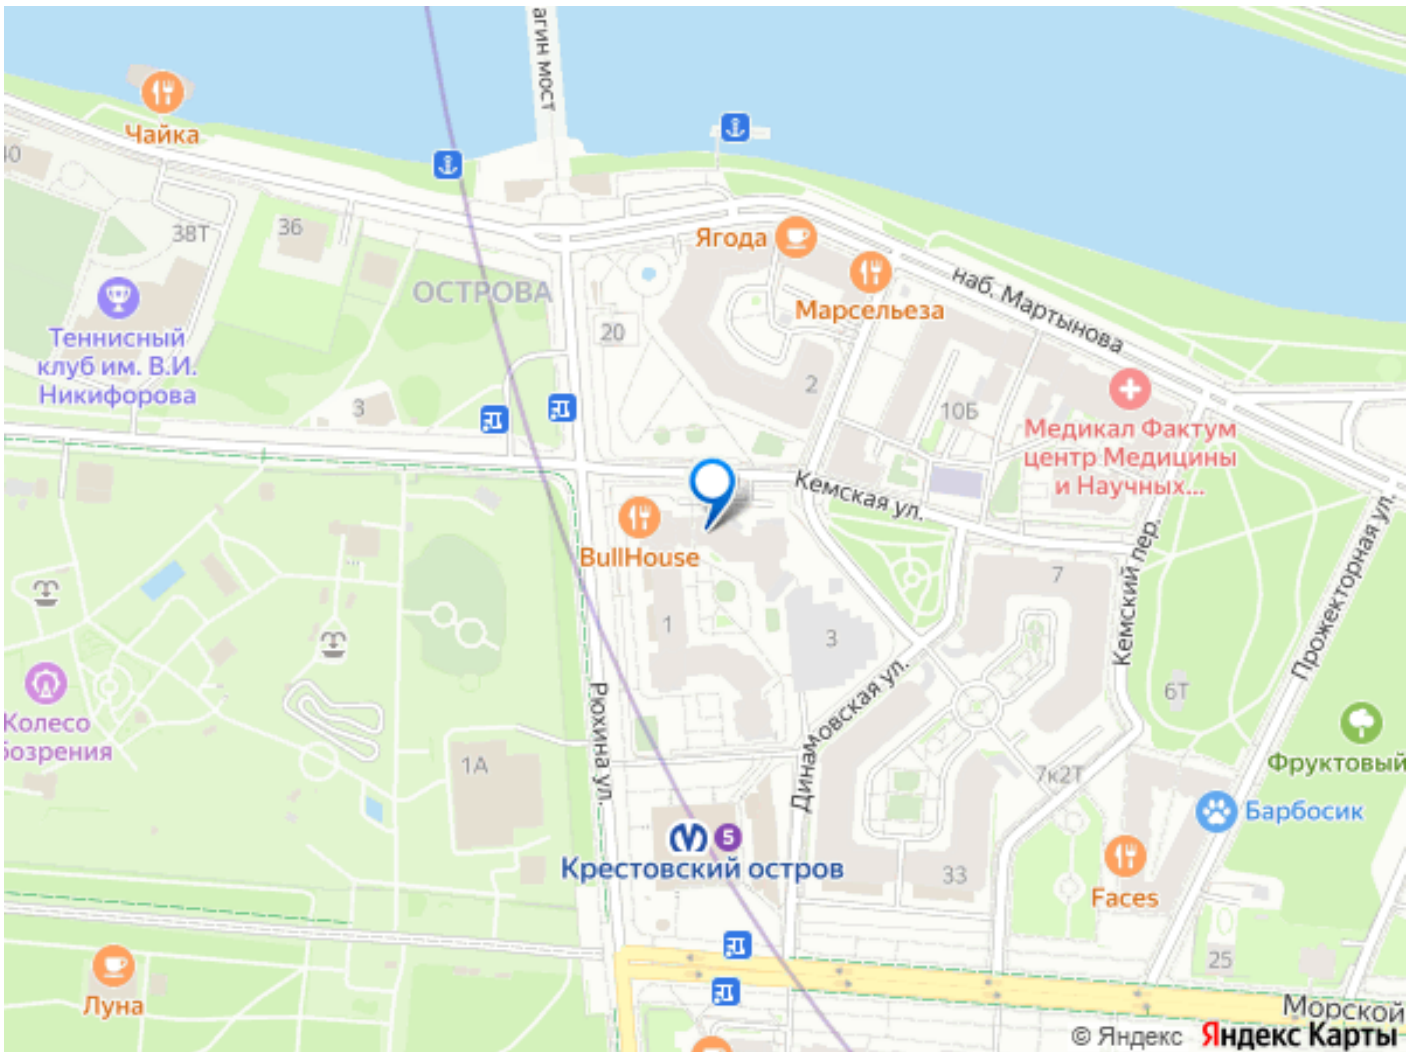 агин мост
Чайка
40
38Т
36
Ягода
ОСТРОВА
Марсельеза
наб. Мартынова
Теннисный
клуб им. В.И.
Никифорова
20
2
3
10Б
Медикал Фактум
центр Медицины
и Научных...
Кемская ул.
BullHouse
Кемский пер.
Прожекторная ул.
7
1
3
6Т
Колесо
бозрения
Рюхина ул.
Динамовская ул.
1А
7к2Т
Фруктовый
Барбосик
5
Крестовский остров
33
Faces
Луна
25
Морской
© Яндекс Яндекс Карты